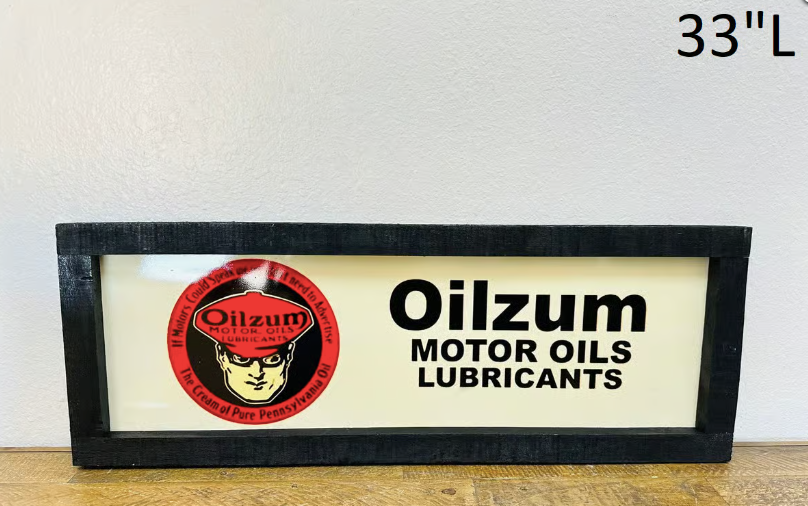 33"L
If Motors Could Speak need to Advertise
Oilzum
MOTOR OILS
LUBRICANTS
The Cream of Pure Pennsylvania Oil
Oilzum
MOTOR OILS
LUBRICANTS